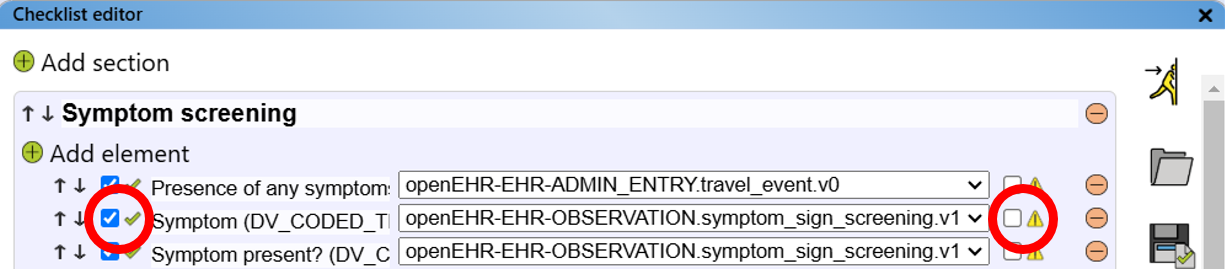 Checklist editor
Add section
Symptom screening
Add element
Presence of any symptoms openEHR-EHR-ADMIN_ENTRY.travel_event.v0
Symptom (DV_CODED_TE openEHR-EHR-OBSERVATION.symptom_sign_screening.v1
Symptom present? (DV_C openEHR-EHR-OBSERVATION.symptom_sign_screening.v1